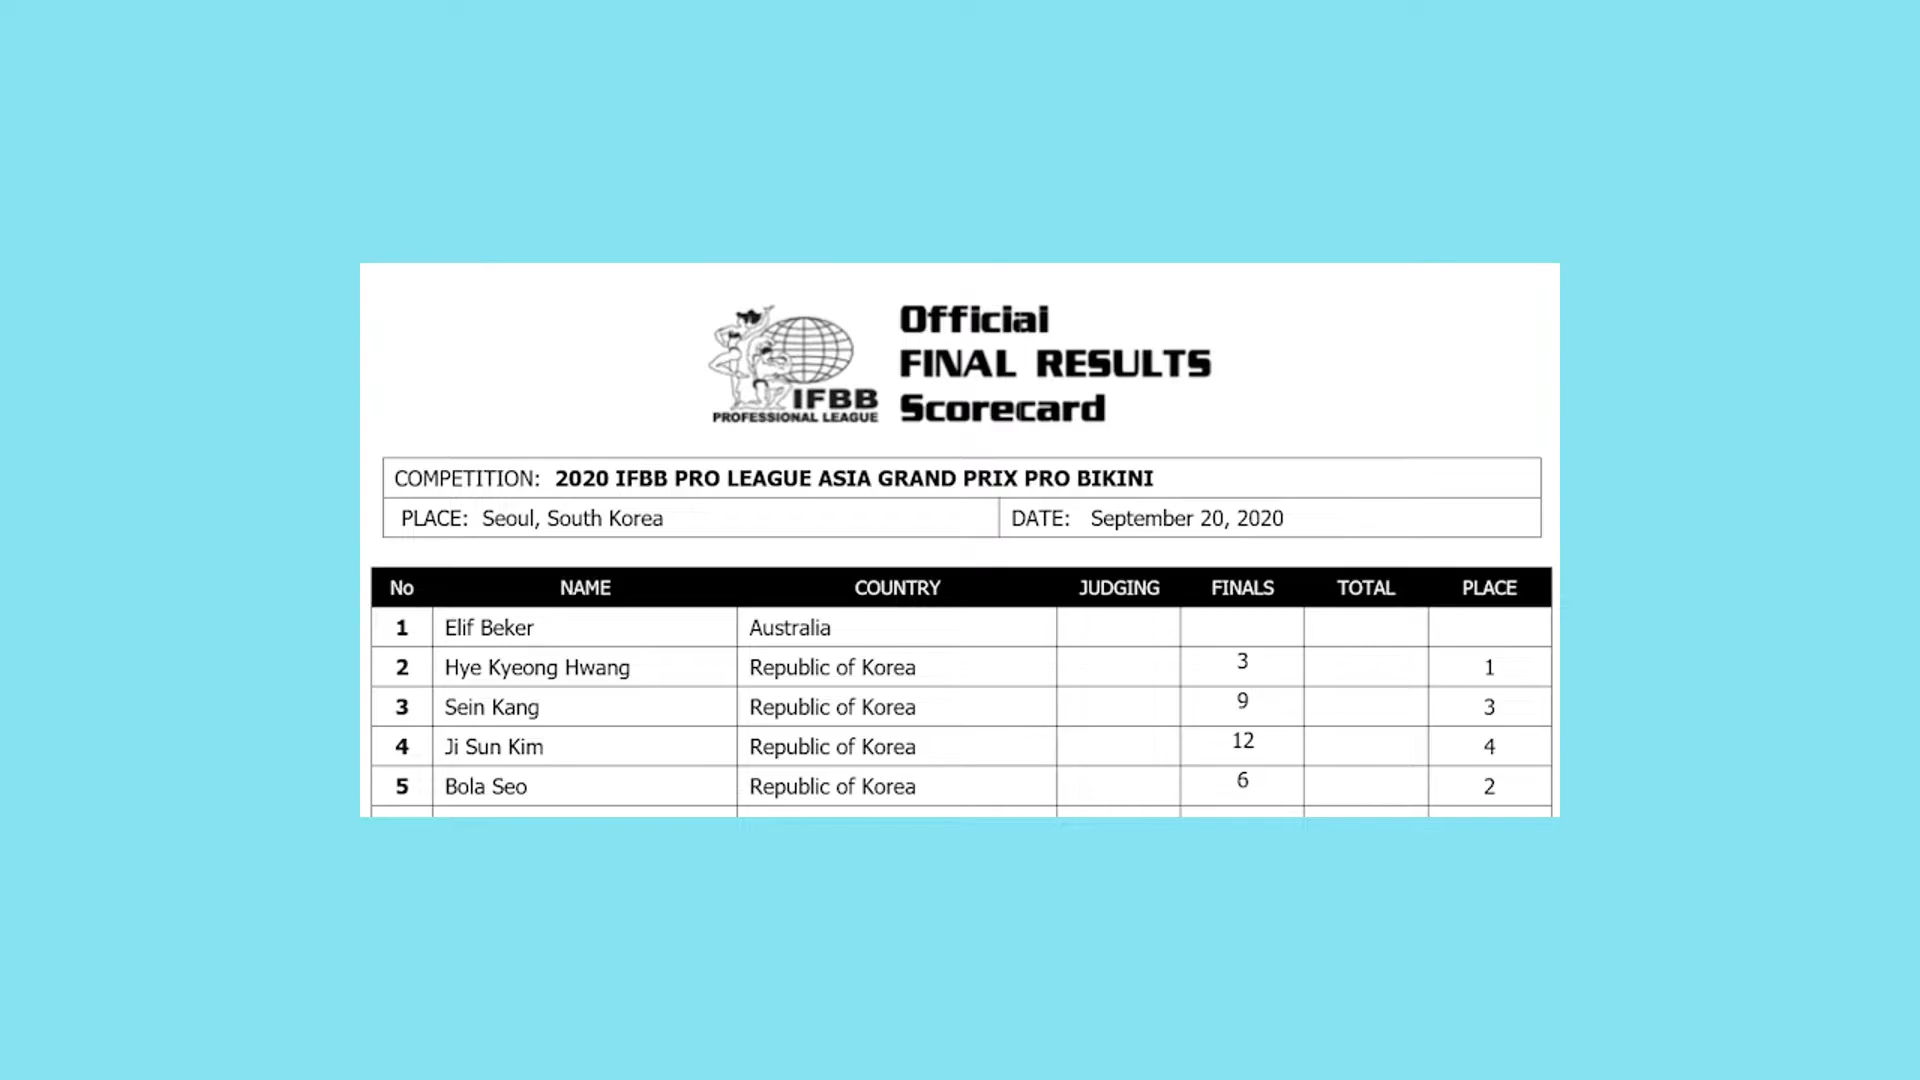 Official
FINAL RESULTS
Scorecard
IFBB
PROFESSIONAL LEAGUE
COMPETITION: 2020 IFBB PRO LEAGUE ASIA GRAND PRIX PRO BIKINI
PLACE: Seoul, South Korea DATE: September 20, 2020
No NAME COUNTRY JUDGING FINALS TOTAL PLACE
1 Elif Beker Australia
2 Hye Kyeong Hwang Republic of Korea 3 1
3 Sein Kang Republic of Korea 9 3
4 Ji Sun Kim Republic of Korea 12 4
5 Bola Seo Republic of Korea 6 2